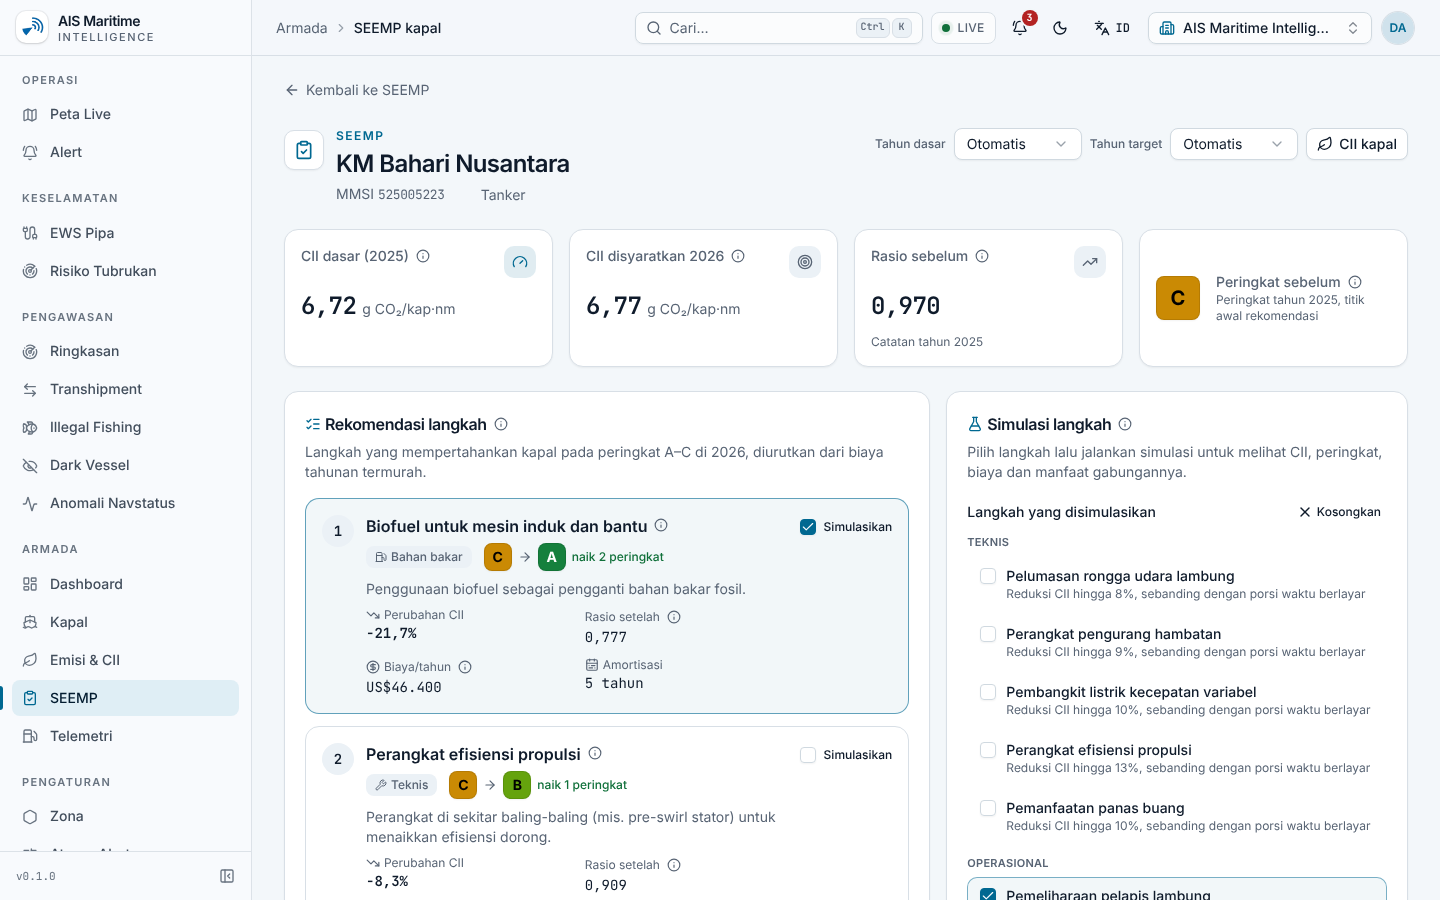 AIS Maritime
INTELLIGENCE
Armada > SEEMP kapal
Cari...
Ctrl K
LIVE
3
ID
AIS Maritime Intellig...
DA
OPERASI
Peta Live
Alert
KESELAMATAN
EWS Pipa
Risiko Tubrukan
PENGAWASAN
Ringkasan
Transhipment
Illegal Fishing
Dark Vessel
Anomali Navstatus
ARMADA
Dashboard
Kapal
Emisi & CII
SEEMP
Telemetri
PENGATURAN
Zona
v0.1.0
Kembali ke SEEMP
SEEMP
KM Bahari Nusantara
MMSI 525005223 Tanker
Tahun dasar Otomatis Tahun target Otomatis CII kapal
CII dasar (2025)
6,72 g CO₂/kap·nm
CII disyaratkan 2026
6,77 g CO₂/kap·nm
Rasio sebelum
0,970
Catatan tahun 2025
C
Peringkat sebelum
Peringkat tahun 2025, titik
awal rekomendasi
Rekomendasi langkah
Langkah yang mempertahankan kapal pada peringkat A–C di 2026, diurutkan dari biaya
tahunan termurah.
1 Biofuel untuk mesin induk dan bantu Simulasikan
Bahan bakar C → A naik 2 peringkat
Penggunaan biofuel sebagai pengganti bahan bakar fosil.
Perubahan CII Rasio setelah
-21,7% 0,777
Biaya/tahun Amortisasi
US$46.400 5 tahun
2 Perangkat efisiensi propulsi Simulasikan
Teknis C → B naik 1 peringkat
Perangkat di sekitar baling-baling (mis. pre-swirl stator) untuk
menaikkan efisiensi dorong.
Perubahan CII Rasio setelah
-8,3% 0,909
Simulasi langkah
Pilih langkah lalu jalankan simulasi untuk melihat CII, peringkat,
biaya dan manfaat gabungannya.
Langkah yang disimulasikan Kosongkan
TEKNIS
Pelumasan rongga udara lambung
Reduksi CII hingga 8%, sebanding dengan porsi waktu berlayar
Perangkat pengurang hambatan
Reduksi CII hingga 9%, sebanding dengan porsi waktu berlayar
Pembangkit listrik kecepatan variabel
Reduksi CII hingga 10%, sebanding dengan porsi waktu berlayar
Perangkat efisiensi propulsi
Reduksi CII hingga 13%, sebanding dengan porsi waktu berlayar
Pemanfaatan panas buang
Reduksi CII hingga 10%, sebanding dengan porsi waktu berlayar
OPERASIONAL
Pemeliharaan pelapis lambung